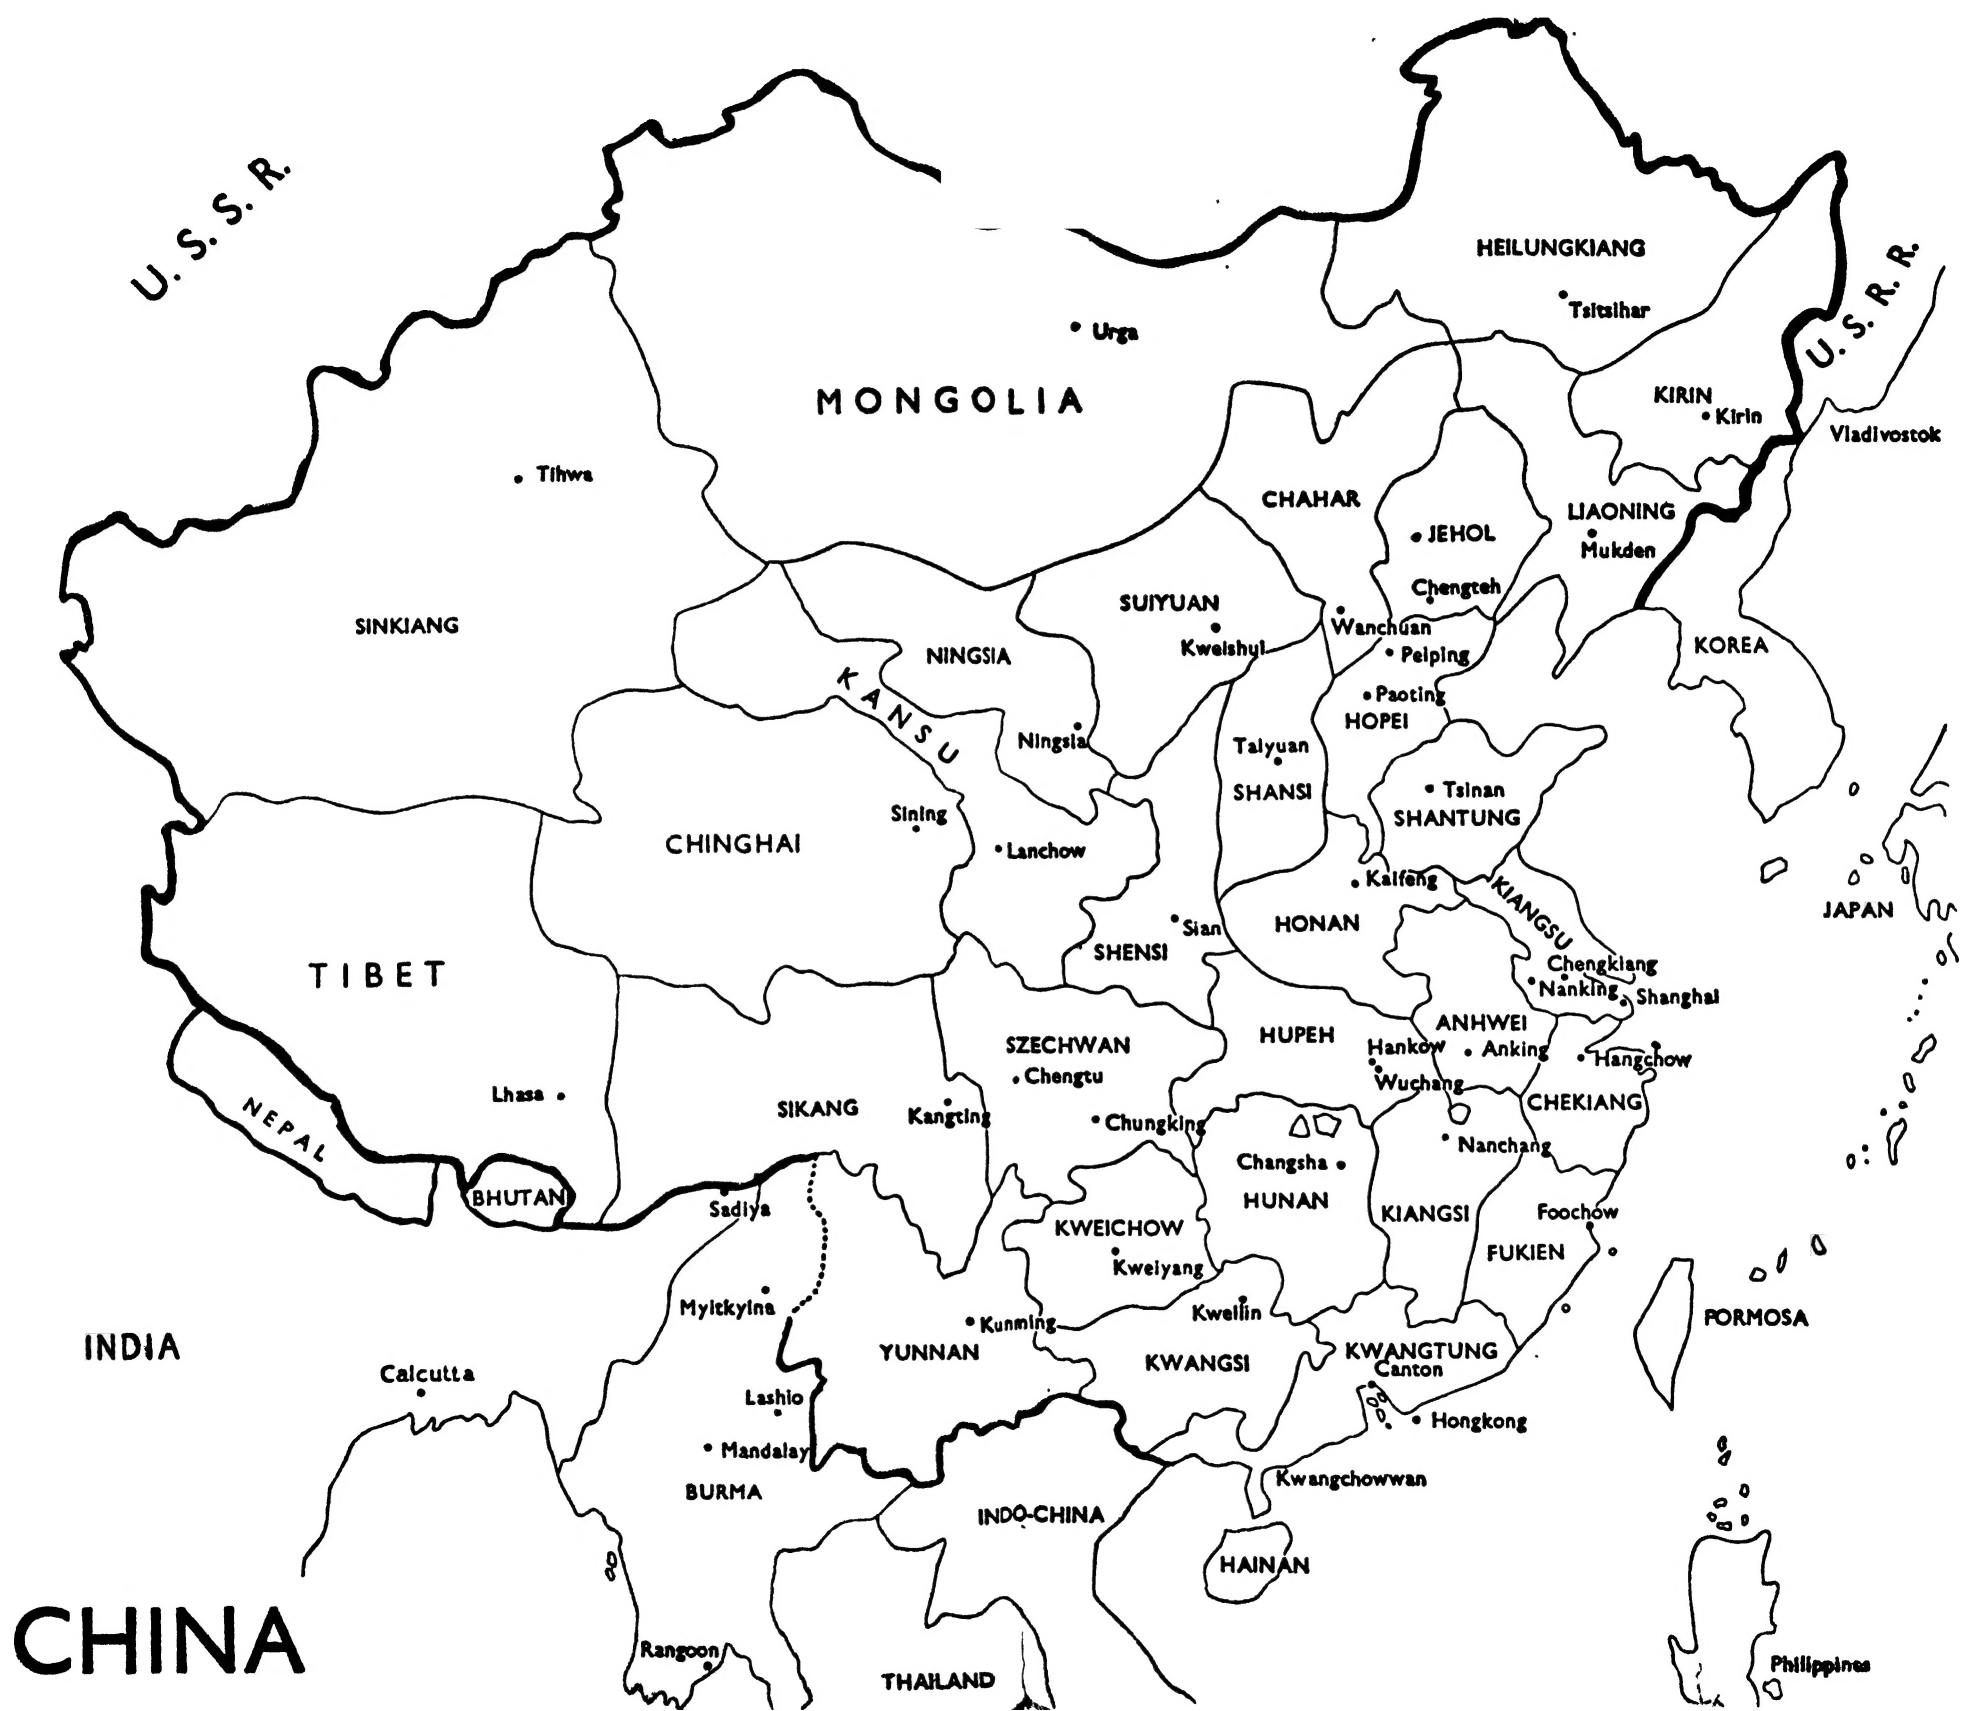 U. S. S. R.
HEILUNGKIANG
Tsitsihar
U. S. R. R.
Urga
MONGOLIA
KIRIN
Kirin
Vladivostok
Tihwa
CHAHAR
LIAONING
Mukden
JEHOL
Chengteh
SINKIANG
SUIYUAN
Kweishui
Wanchuan
Peiping
KOREA
NINGSIA
KANSU
Paoting
HOPEI
Ningsia
Taiyuan
SHANSI
Tsinan
SHANTUNG
Sining
CHINGHAI
Lanchow
Kaifeng
KIANGSU
JAPAN
Sian
HONAN
SHENSI
TIBET
Chengkiang
Nanking
Shanghai
ANHWEI
Anking
HUPEH
Hankow
Wuchang
Hangchow
SZECHWAN
Chengtu
Lhasa
SIKANG
Kangting
Chungking
CHEKIANG
NEPAL
Nanchang
Changsha
HUNAN
BHUTAN
Sadiya
KIANGSI
Foochow
FUKIEN
KWEICHOW
Kweiyang
Myitkyina
Kweilin
FORMOSA
Kunming
YUNNAN
KWANGSI
KWANGTUNG
Canton
INDIA
Calcutta
Lashio
Hongkong
Mandalay
BURMA
Kwangchowwan
INDO-CHINA
HAINAN
CHINA
Rangoon
THAILAND
Philippines